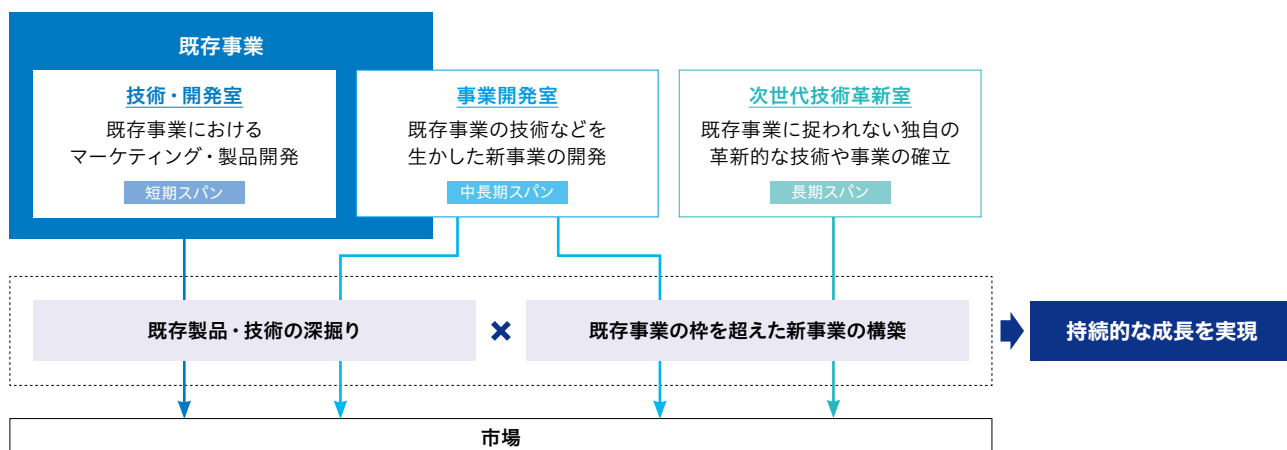 既存事業
技術・開発室
既存事業における
マーケティング・製品開発
短期スパン
事業開発室
既存事業の技術などを
生かした新事業の開発
中長期スパン
次世代技術革新室
既存事業に捉われない独自の
革新的な技術や事業の確立
長期スパン
既存製品・技術の深掘り
×
既存事業の枠を超えた新事業の構築
持続的な成長を実現
市場